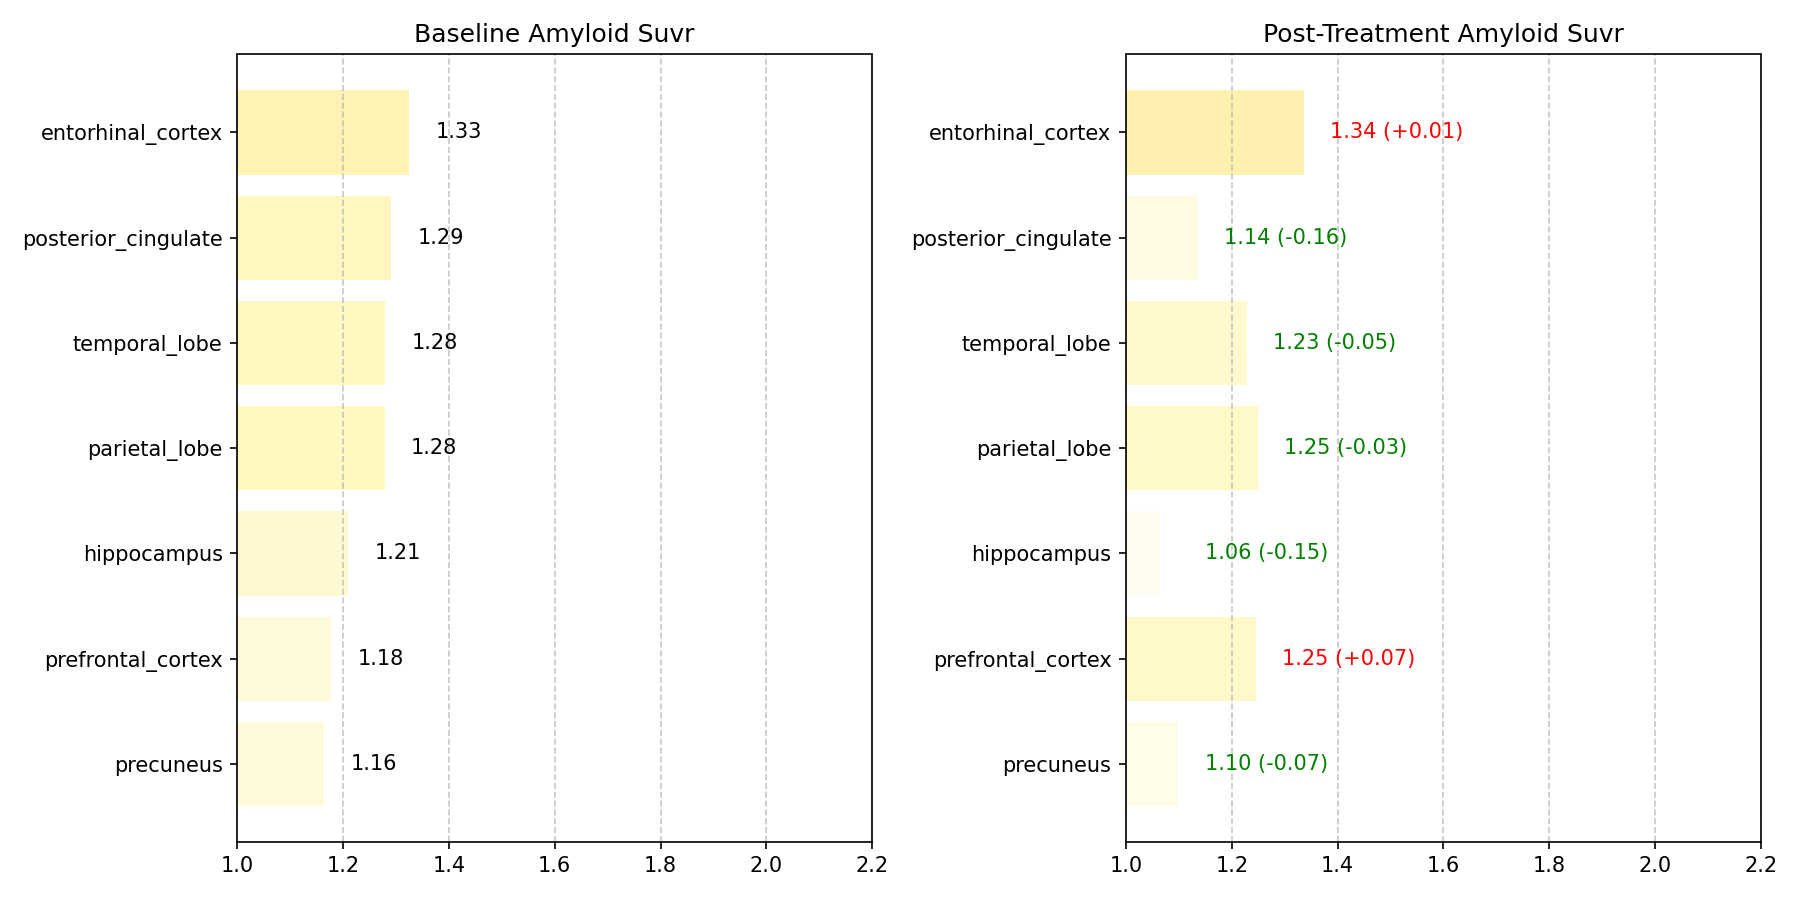 Baseline Amyloid Suvr
entorhinal_cortex 1.33
posterior_cingulate 1.29
temporal_lobe 1.28
parietal_lobe 1.28
hippocampus 1.21
prefrontal_cortex 1.18
precuneus 1.16
1.0 1.2 1.4 1.6 1.8 2.0 2.2
Post-Treatment Amyloid Suvr
entorhinal_cortex 1.34 (+0.01)
posterior_cingulate 1.14 (-0.16)
temporal_lobe 1.23 (-0.05)
parietal_lobe 1.25 (-0.03)
hippocampus 1.06 (-0.15)
prefrontal_cortex 1.25 (+0.07)
precuneus 1.10 (-0.07)
1.0 1.2 1.4 1.6 1.8 2.0 2.2